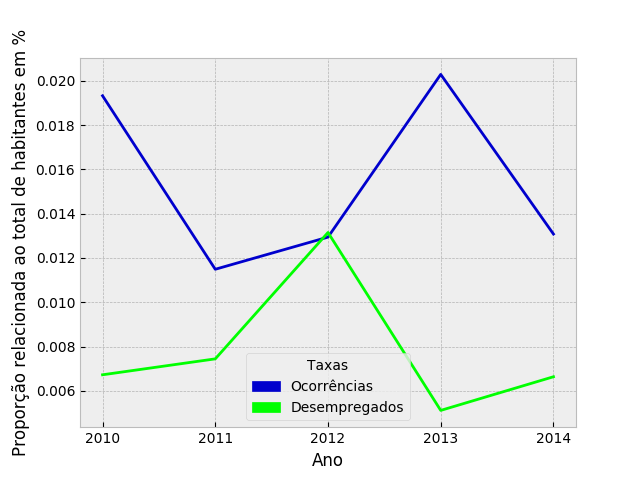 Proporção relacionada ao total de habitantes em %
0.020
0.018
0.016
0.014
0.012
0.010
0.008
0.006
Taxas
Ocorrências
Desempregados
2010 2011 2012 2013 2014
Ano